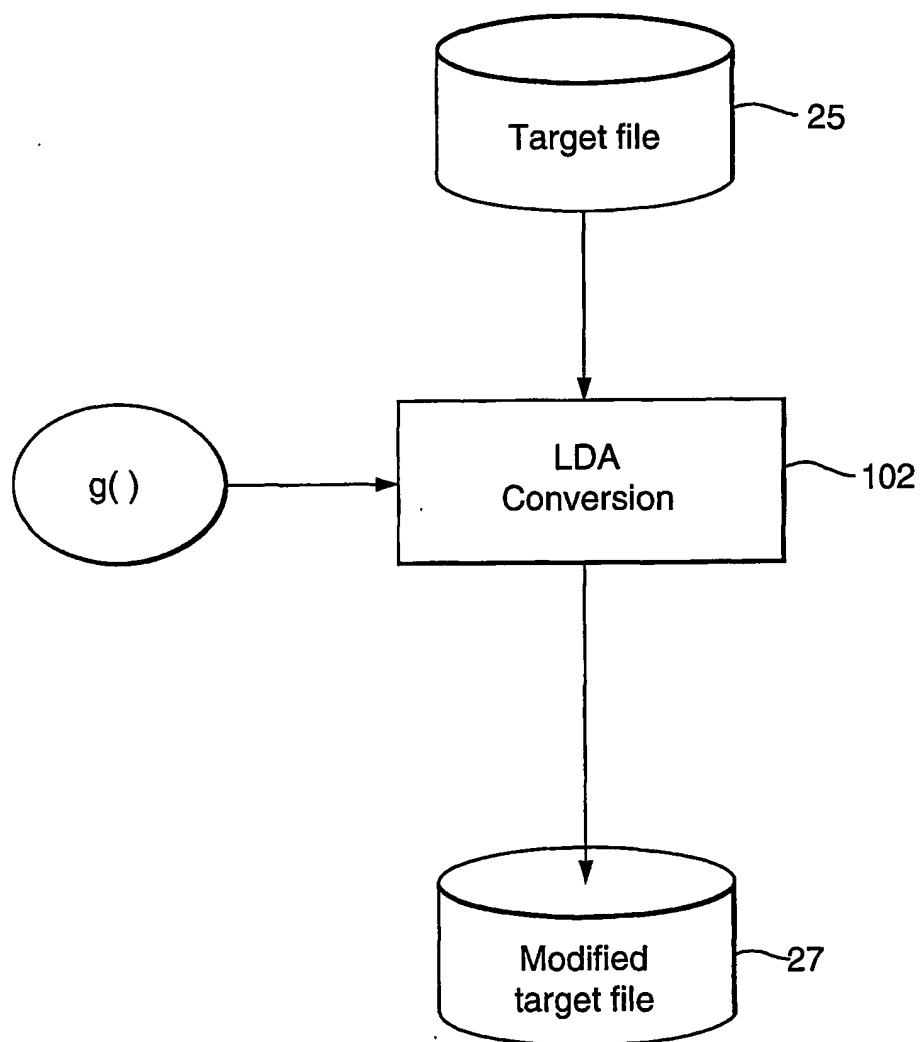 Target file
25
LDA
Conversion
102
g( )
Modified
target file
27